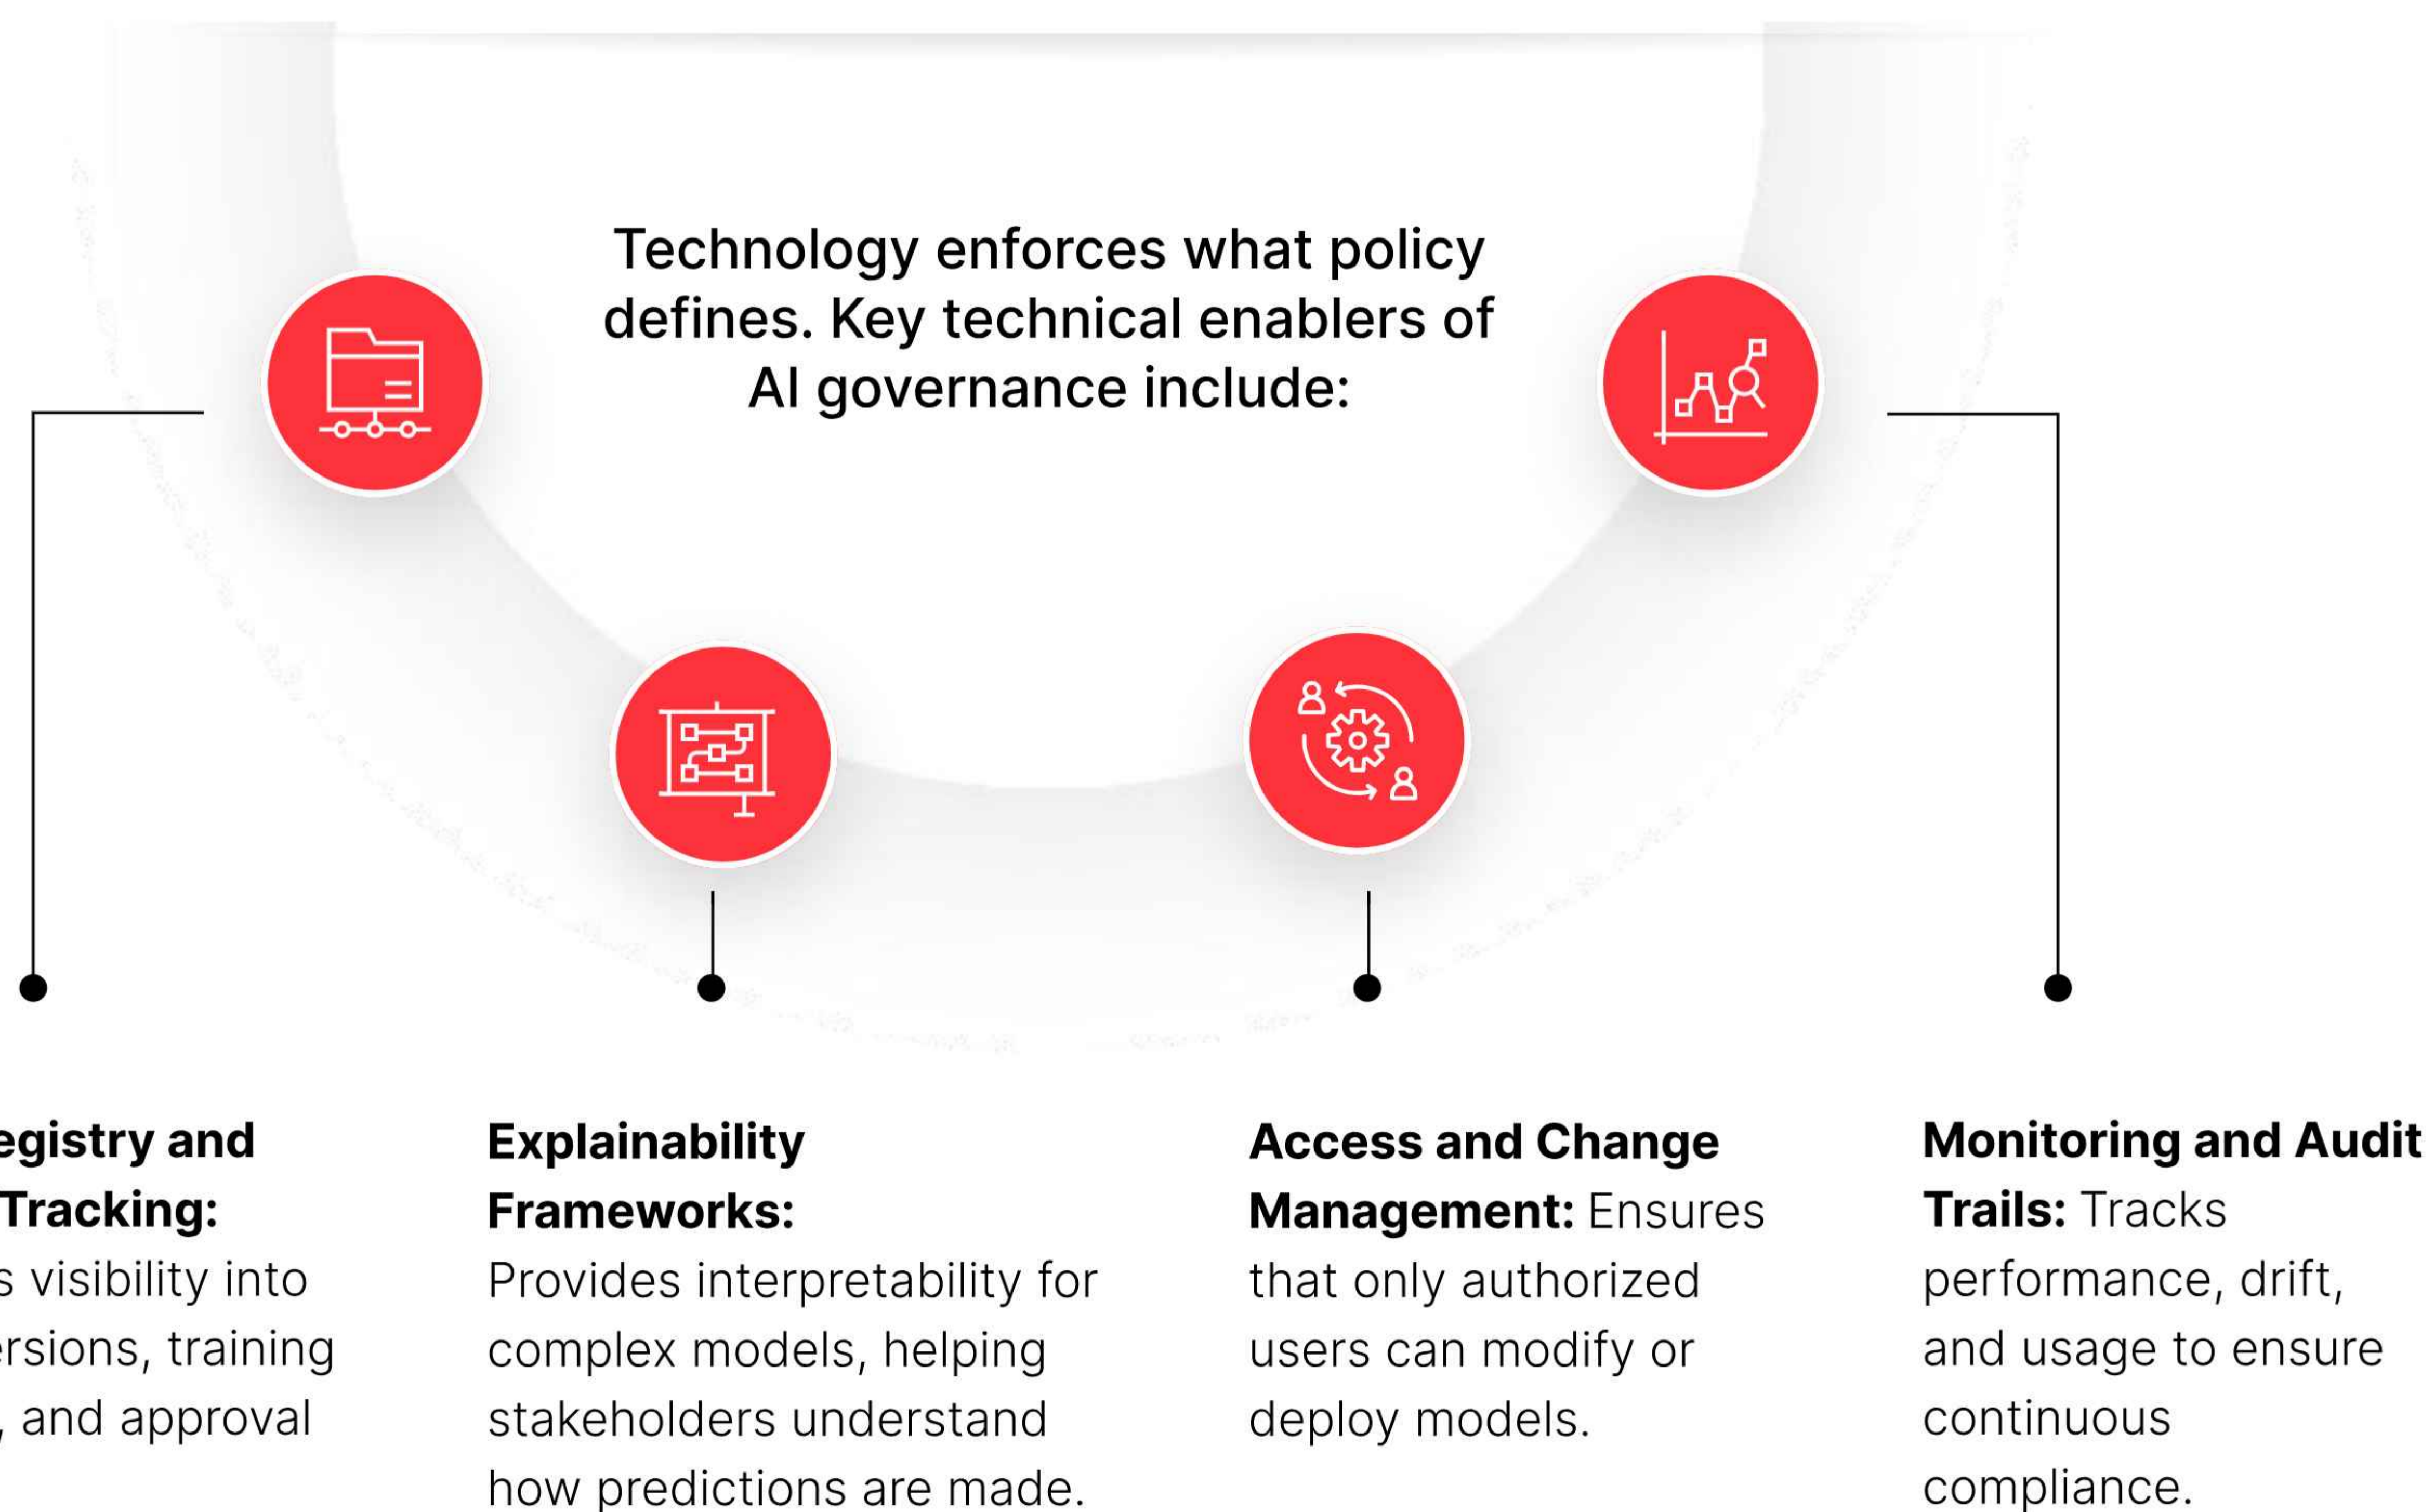 Technology enforces what policy
defines. Key technical enablers of
AI governance include:
and
Tracking:
visibility into
training
and approval
Explainability
Frameworks:
Provides interpretability for
complex models, helping
stakeholders understand
how predictions are made.
Access and Change
Management: Ensures
that only authorized
users can modify or
deploy models.
Monitoring and Audit
Trails: Tracks
performance, drift,
and usage to ensure
continuous
compliance.